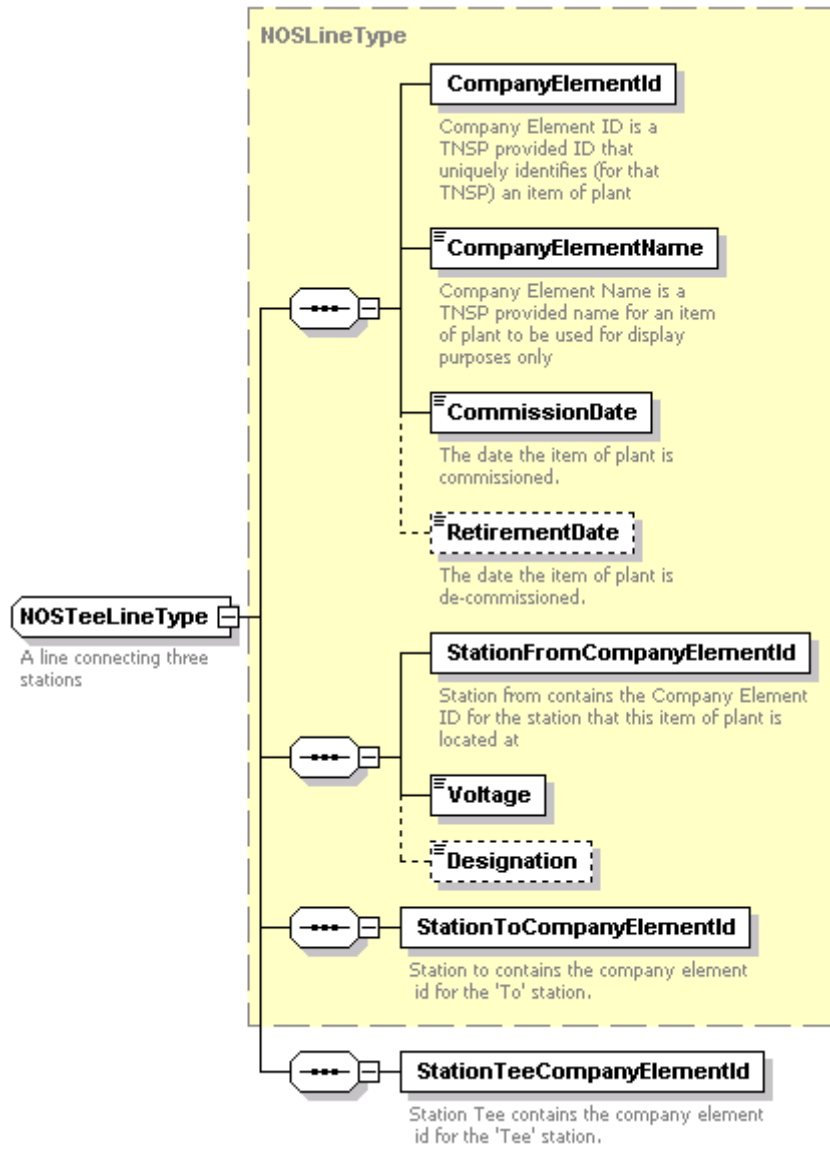 NOSLineType
CompanyElementId
Company Element ID is a
TNSP provided ID that
uniquely identifies (for that
TNSP) an item of plant
CompanyElementName
Company Element Name is a
TNSP provided name for an item
of plant to be used for display
purposes only
CommissionDate
The date the item of plant is
commissioned.
RetirementDate
The date the item of plant is
de-commissioned.
NOSTeeLineType
A line connecting three
stations
StationFromCompanyElementId
Station from contains the Company Element
ID for the station that this item of plant is
located at
Voltage
Designation
StationToCompanyElementId
Station to contains the company element
id for the 'To' station.
StationTeeCompanyElementId
Station Tee contains the company element
id for the 'Tee' station.